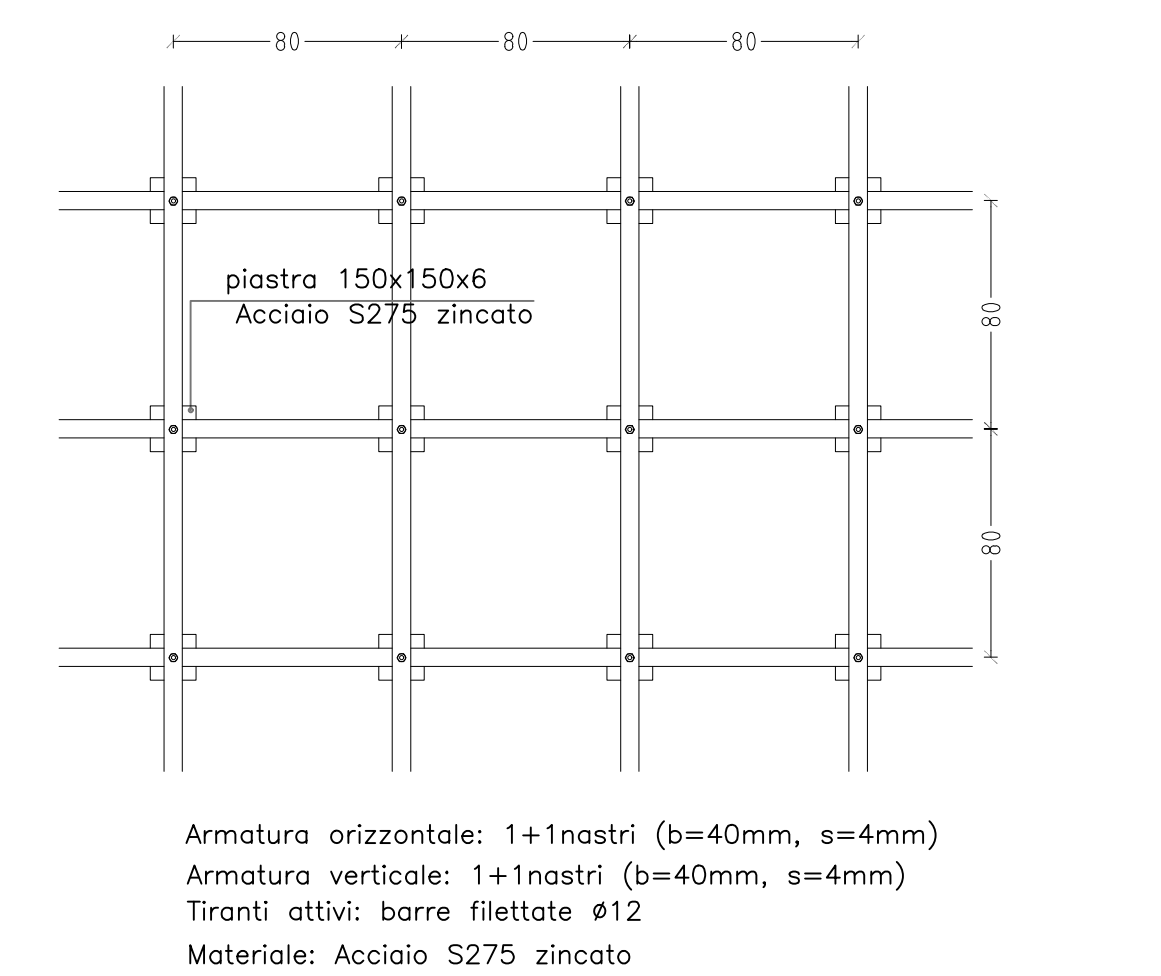 80 80 80
piastra 150x150x6
Acciaio S275 zincato
80
80
Armatura orizzontale: 1+1nastri (b=40mm, s=4mm)
Armatura verticale: 1+1nastri (b=40mm, s=4mm)
Tiranti attivi: barre filettate ø12
Materiale: Acciaio S275 zincato